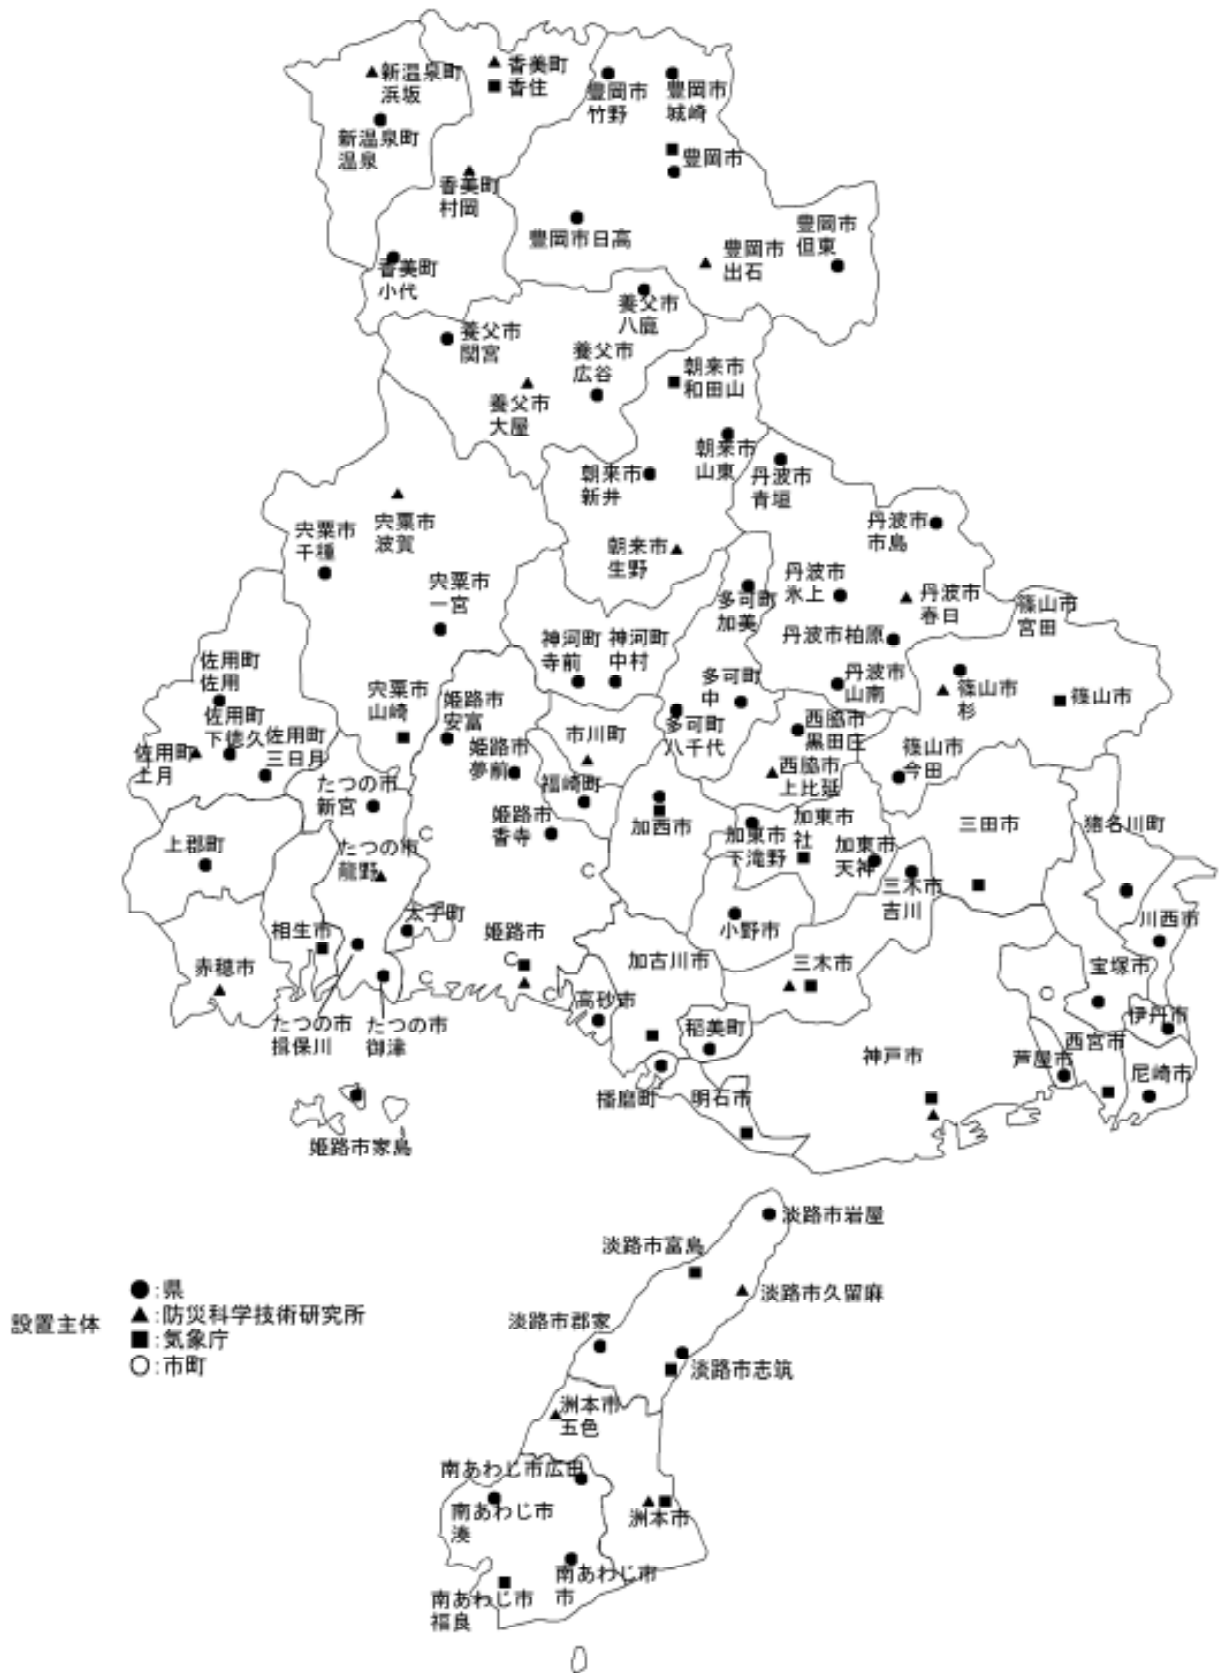 新温泉町
浜坂
香美町
香住
豊岡市
竹野
豊岡市
城崎
新温泉町
温泉
豊岡市
香美町
村岡
豊岡市日高
豊岡市
出石
豊岡市
但東
香美町
小代
養父市
八鹿
養父市
関宮
養父市
広谷
朝来市
和田山
養父市
大屋
朝来市
山東
朝来市
新井
丹波市
青垣
宍粟市
千種
宍粟市
波賀
丹波市
市島
朝来市
生野
宍粟市
一宮
丹波市
氷上
多可町
加美
丹波市
春日
篠山市
宮田
神河町
寺前
神河町
中村
丹波市柏原
佐用町
佐用
宍粟市
山崎
姫路市
安富
多可町
中
丹波市
山南
篠山市
杉
篠山市
佐用町
下徳久
佐用町
三日月
佐用町
上月
姫路市
夢前
市川町
多可町
八千代
西脇市
黒田庄
西脇市
上比延
篠山市
今田
たつの市
新宮
福崎町
姫路市
香寺
加西市
加東市
下滝野
加東市
社
加東市
天神
三田市
猪名川町
上郡町
たつの市
龍野
三木市
吉川
太子町
相生市
姫路市
小野市
川西市
赤穂市
加古川市
三木市
宝塚市
高砂市
たつの市
揖保川
たつの市
御津
稲美町
伊丹市
西宮市
神戸市
芦屋市
尼崎市
播磨町
明石市
姫路市家島
淡路市岩屋
淡路市富島
淡路市久留麻
淡路市郡家
淡路市志筑
設置主体
●:県
▲:防災科学技術研究所
■:気象庁
○:市町
洲本市
五色
南あわじ市広田
南あわじ市
湊
洲本市
南あわじ市
市
南あわじ市
福良